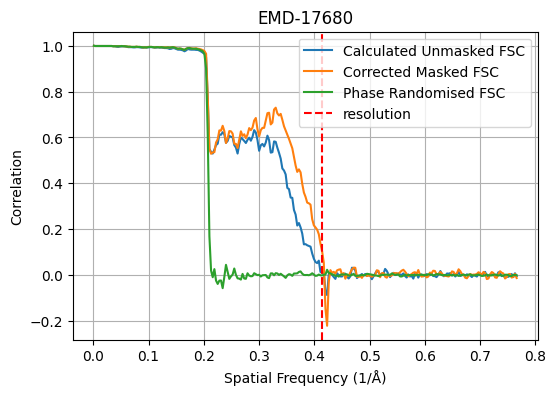 EMD-17680
Calculated Unmasked FSC
Corrected Masked FSC
Phase Randomised FSC
resolution
Correlation
1.0
0.8
0.6
0.4
0.2
0.0
−0.2
0.0 0.1 0.2 0.3 0.4 0.5 0.6 0.7 0.8
Spatial Frequency (1/Å)